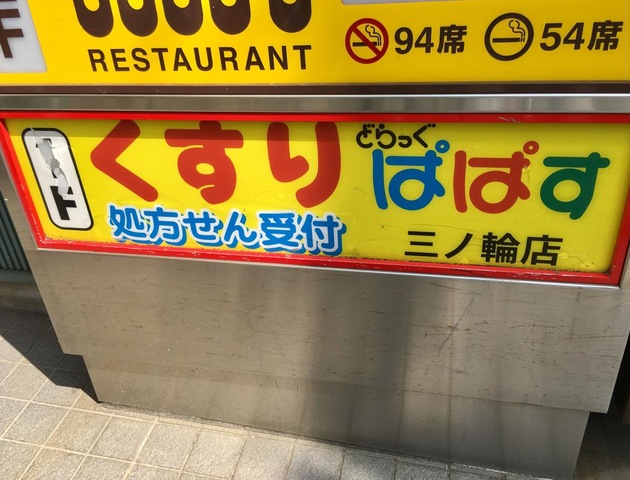 RESTAURANT
94席
54席
くすり
どらっぐ
ぱぱす
処方せん受付
三ノ輪店